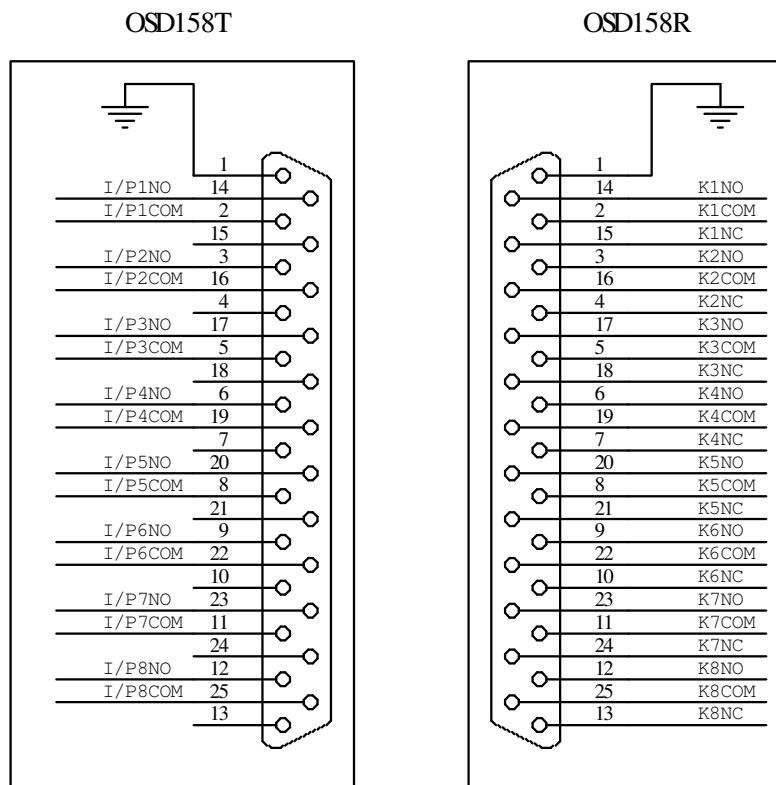 OSD158T
1
I/P1NO 14
I/P1COM 2
15
I/P2NO 3
I/P2COM 16
4
I/P3NO 17
I/P3COM 5
18
I/P4NO 6
I/P4COM 19
7
I/P5NO 20
I/P5COM 8
21
I/P6NO 9
I/P6COM 22
10
I/P7NO 23
I/P7COM 11
24
I/P8NO 12
I/P8COM 25
13
OSD158R
1
14 K1NO
2 K1COM
15 K1NC
3 K2NO
16 K2COM
4 K2NC
17 K3NO
5 K3COM
18 K3NC
6 K4NO
19 K4COM
7 K4NC
20 K5NO
8 K5COM
21 K5NC
9 K6NO
22 K6COM
10 K6NC
23 K7NO
11 K7COM
24 K7NC
12 K8NO
25 K8COM
13 K8NC